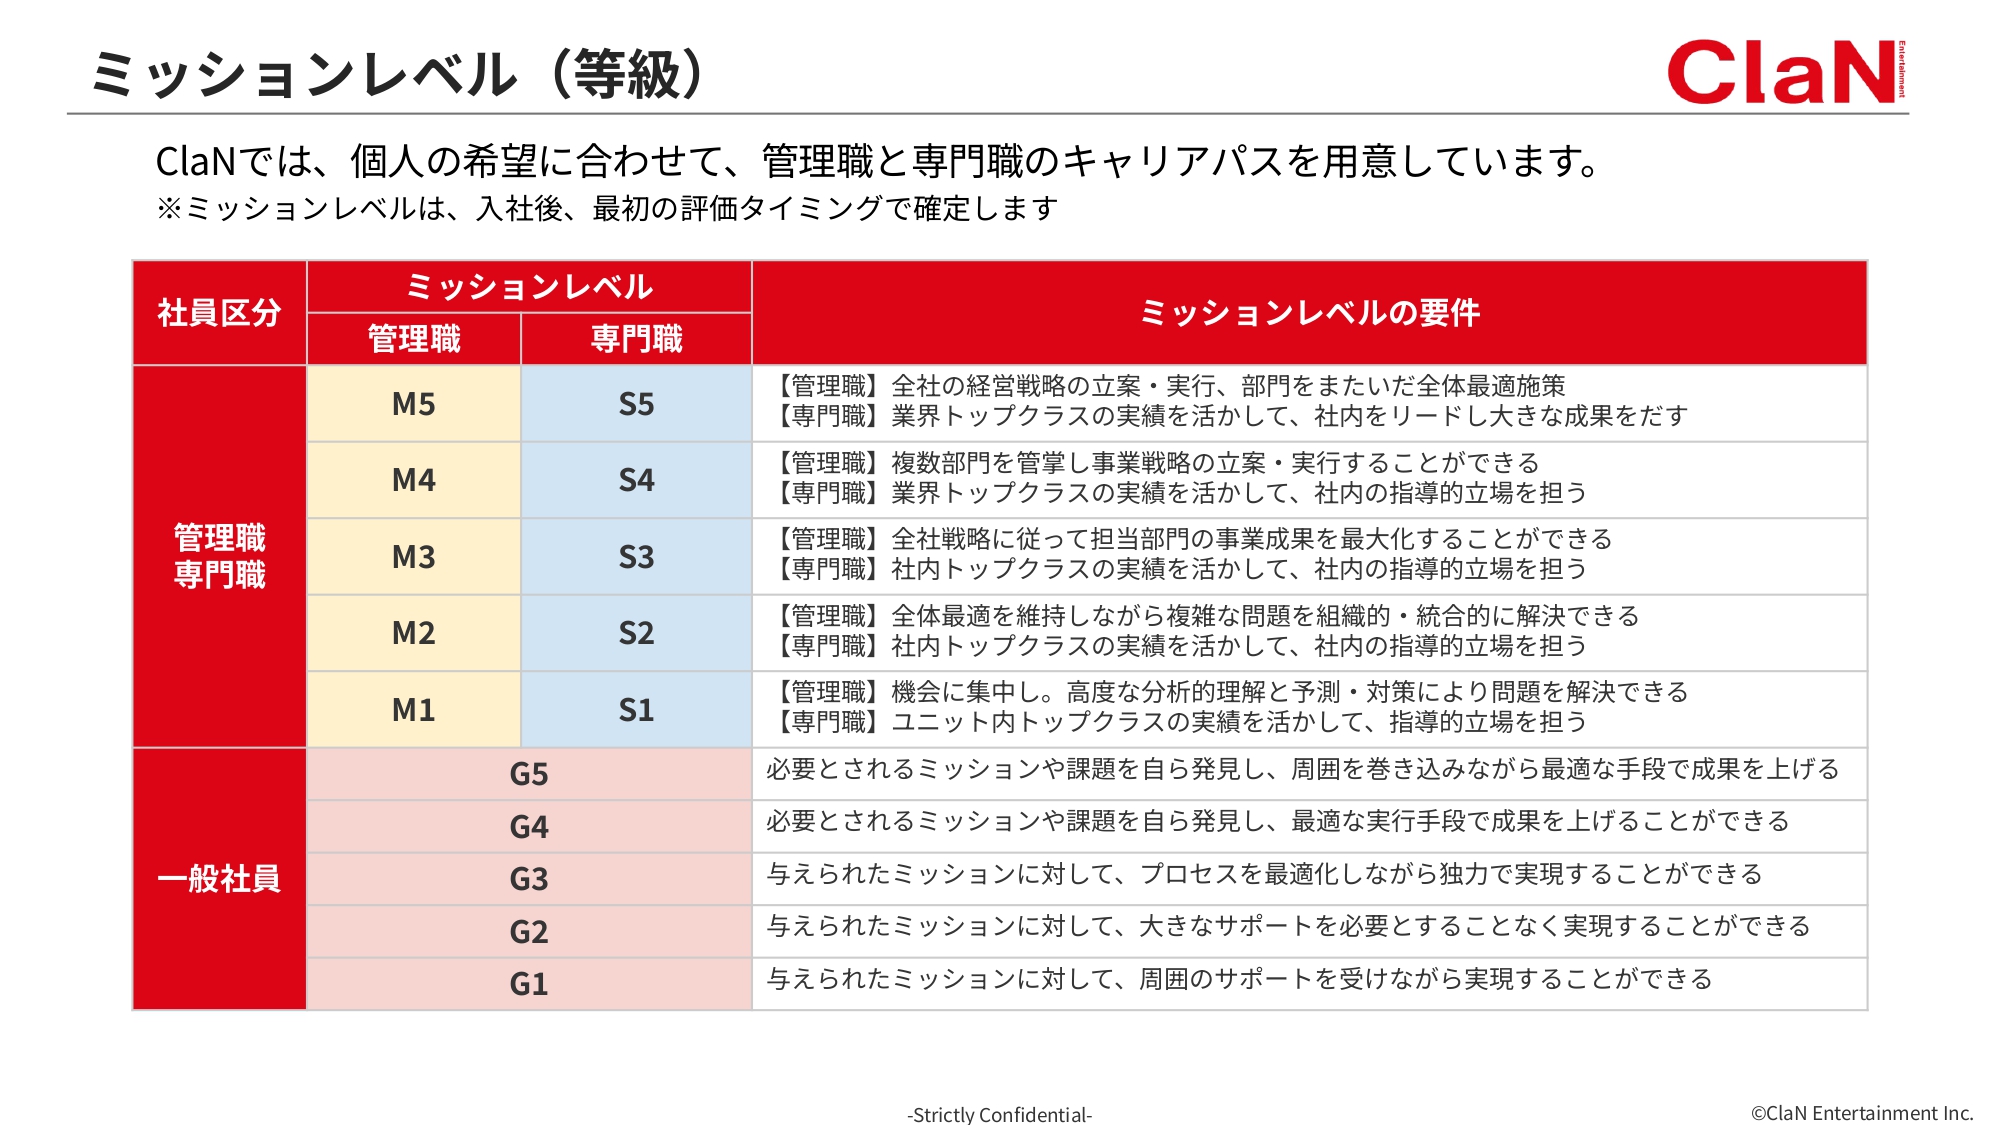 ミッションレベル（等級）
ClaN Entertainment
ClaNでは、個人の希望に合わせて、管理職と専門職のキャリアパスを用意しています。
※ミッションレベルは、入社後、最初の評価タイミングで確定します
社員区分
ミッションレベル
ミッションレベルの要件
管理職
専門職
管理職
専門職
M5
S5
【管理職】全社の経営戦略の立案・実行、部門をまたいだ全体最適施策
【専門職】業界トップクラスの実績を活かして、社内をリードし大きな成果をだす
M4
S4
【管理職】複数部門を管掌し事業戦略の立案・実行することができる
【専門職】業界トップクラスの実績を活かして、社内の指導的立場を担う
M3
S3
【管理職】全社戦略に従って担当部門の事業成果を最大化することができる
【専門職】社内トップクラスの実績を活かして、社内の指導的立場を担う
M2
S2
【管理職】全体最適を維持しながら複雑な問題を組織的・統合的に解決できる
【専門職】社内トップクラスの実績を活かして、社内の指導的立場を担う
M1
S1
【管理職】機会に集中し。高度な分析的理解と予測・対策により問題を解決できる
【専門職】ユニット内トップクラスの実績を活かして、指導的立場を担う
一般社員
G5
必要とされるミッションや課題を自ら発見し、周囲を巻き込みながら最適な手段で成果を上げる
G4
必要とされるミッションや課題を自ら発見し、最適な実行手段で成果を上げることができる
G3
与えられたミッションに対して、プロセスを最適化しながら独力で実現することができる
G2
与えられたミッションに対して、大きなサポートを必要とすることなく実現することができる
G1
与えられたミッションに対して、周囲のサポートを受けながら実現することができる
-Strictly Confidential-
©ClaN Entertainment Inc.